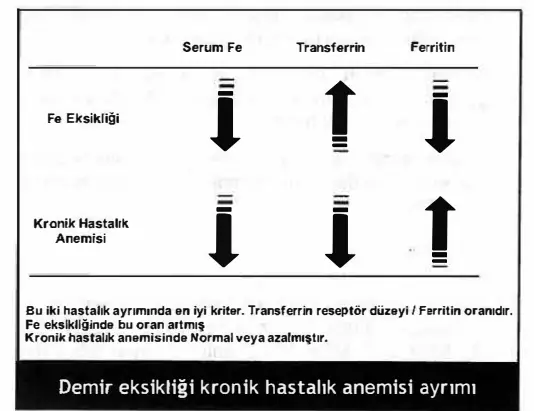 Serum Fe Transferrin Ferritin
Fe Eksikliği
Kronik Hastalık
Anemisi
Bu iki hastalık ayrımında en iyi kriter. Transferrin reseptör düzeyi / Ferritin oranıdır.
Fe eksikliğinde bu oran artmış
Kronik hastalık anemisinde Normal veya azalmıştır.
Demir eksikliği kronik hastalık anemisi ayrımı